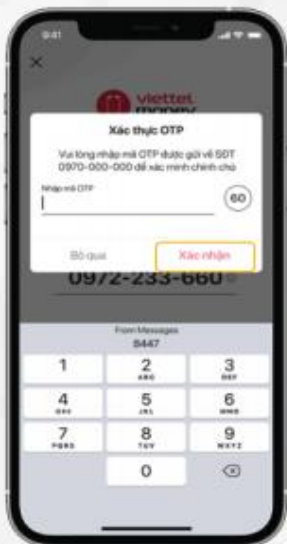 9:41
viettel
money
Xác thực OTP
Vui lòng nhập mã OTP được gửi về SĐT
0970-000-000 để xác minh chính chủ
Nhập mã OTP
60
Bỏ qua
Xác nhận
0972-233-660
From Messages
8447
1
2
ABC
3
DEF
4
GHI
5
JKL
6
MNO
7
PQRS
8
TUV
9
WXYZ
0